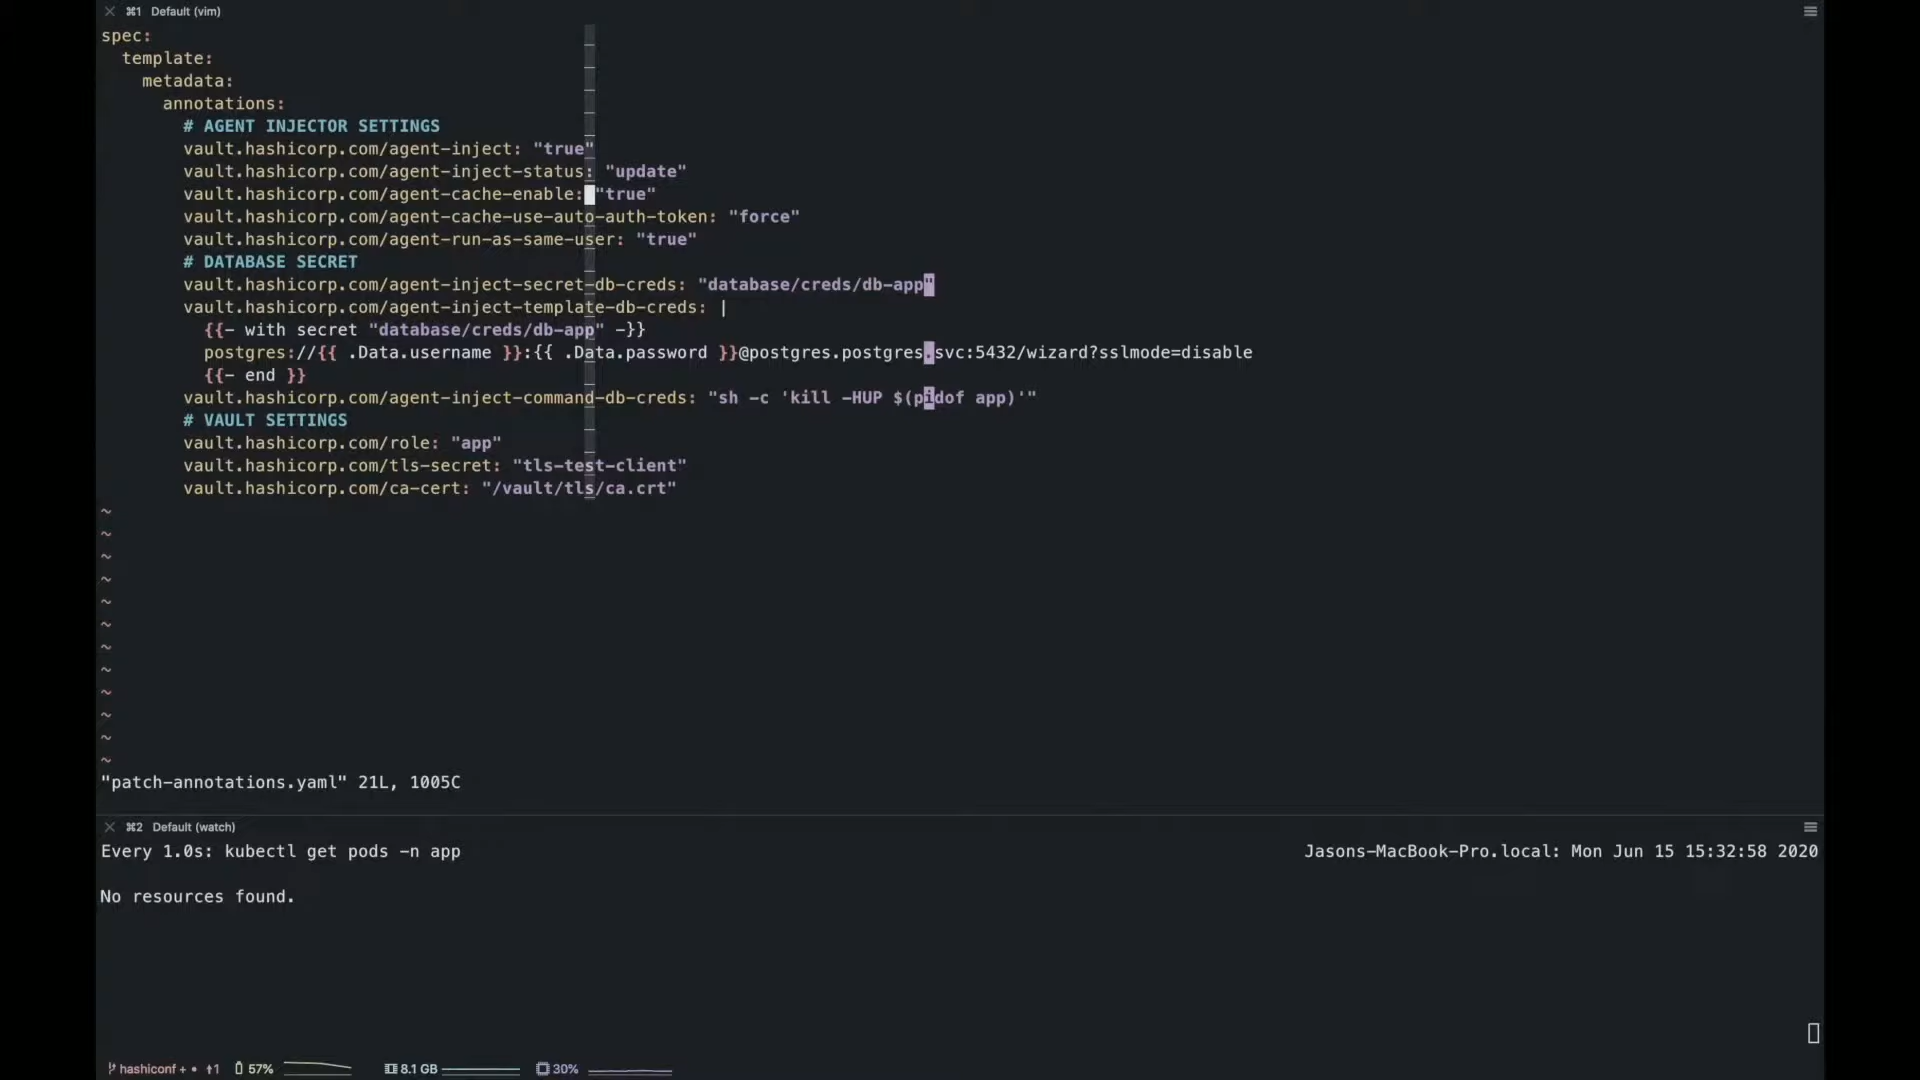 ⌘1 Default (vim)
spec:
  template:
    metadata:
      annotations:
        # AGENT INJECTOR SETTINGS
        vault.hashicorp.com/agent-inject: "true"
        vault.hashicorp.com/agent-inject-status: "update"
        vault.hashicorp.com/agent-cache-enable: "true"
        vault.hashicorp.com/agent-cache-use-auto-auth-token: "force"
        vault.hashicorp.com/agent-run-as-same-user: "true"
        # DATABASE SECRET
        vault.hashicorp.com/agent-inject-secret-db-creds: "database/creds/db-app"
        vault.hashicorp.com/agent-inject-template-db-creds: |
          {{- with secret "database/creds/db-app" -}}
          postgres://{{ .Data.username }}:{{ .Data.password }}@postgres.postgres.svc:5432/wizard?sslmode=disable
          {{- end }}
        vault.hashicorp.com/agent-inject-command-db-creds: "sh -c 'kill -HUP $(pidof app)'"
        # VAULT SETTINGS
        vault.hashicorp.com/role: "app"
        vault.hashicorp.com/tls-secret: "tls-test-client"
        vault.hashicorp.com/ca-cert: "/vault/tls/ca.crt"
~
~
~
~
~
~
~
~
~
~
~
~
"patch-annotations.yaml" 21L, 1005C
⌘2 Default (watch)
Every 1.0s: kubectl get pods -n app Jasons-MacBook-Pro.local: Mon Jun 15 15:32:58 2020
No resources found.
hashiconf + • ↑1 57% 8.1 GB 30%